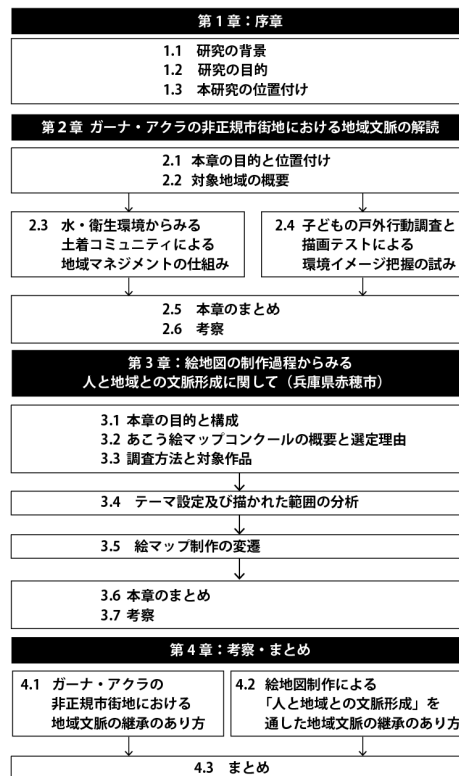 第1章：序章
1.1 研究の背景
1.2 研究の目的
1.3 本研究の位置付け
第2章 ガーナ・アクラの非正規市街地における地域文脈の解読
2.1 本章の目的と位置付け
2.2 対象地域の概要
2.3 水・衛生環境からみる
土着コミュニティによる
地域マネジメントの仕組み
2.4 子どもの戸外行動調査と
描画テストによる
環境イメージ把握の試み
2.5 本章のまとめ
2.6 考察
第3章：絵地図の制作過程からみる
人と地域との文脈形成に関して（兵庫県赤穂市）
3.1 本章の目的と構成
3.2 あこう絵マップコンクールの概要と選定理由
3.3 調査方法と対象作品
3.4 テーマ設定及び描かれた範囲の分析
3.5 絵マップ制作の変遷
3.6 本章のまとめ
3.7 考察
第4章：考察・まとめ
4.1 ガーナ・アクラの
非正規市街地における
地域文脈の継承のあり方
4.2 絵地図制作による
「人と地域との文脈形成」を
通した地域文脈の継承のあり方
4.3 まとめ